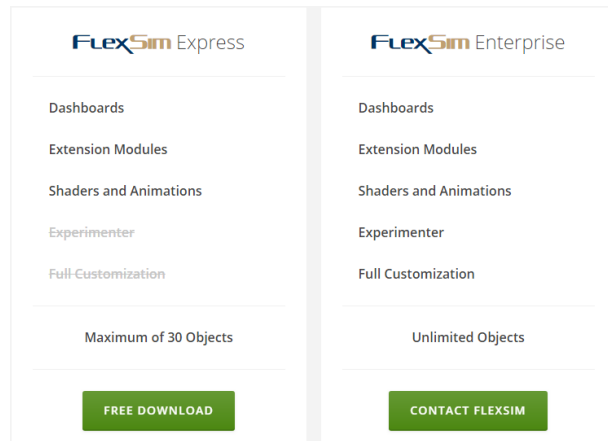 FlexSim Express
Dashboards
Extension Modules
Shaders and Animations
Experimenter
Full Customization
Maximum of 30 Objects
FREE DOWNLOAD
FlexSim Enterprise
Dashboards
Extension Modules
Shaders and Animations
Experimenter
Full Customization
Unlimited Objects
CONTACT FLEXSIM